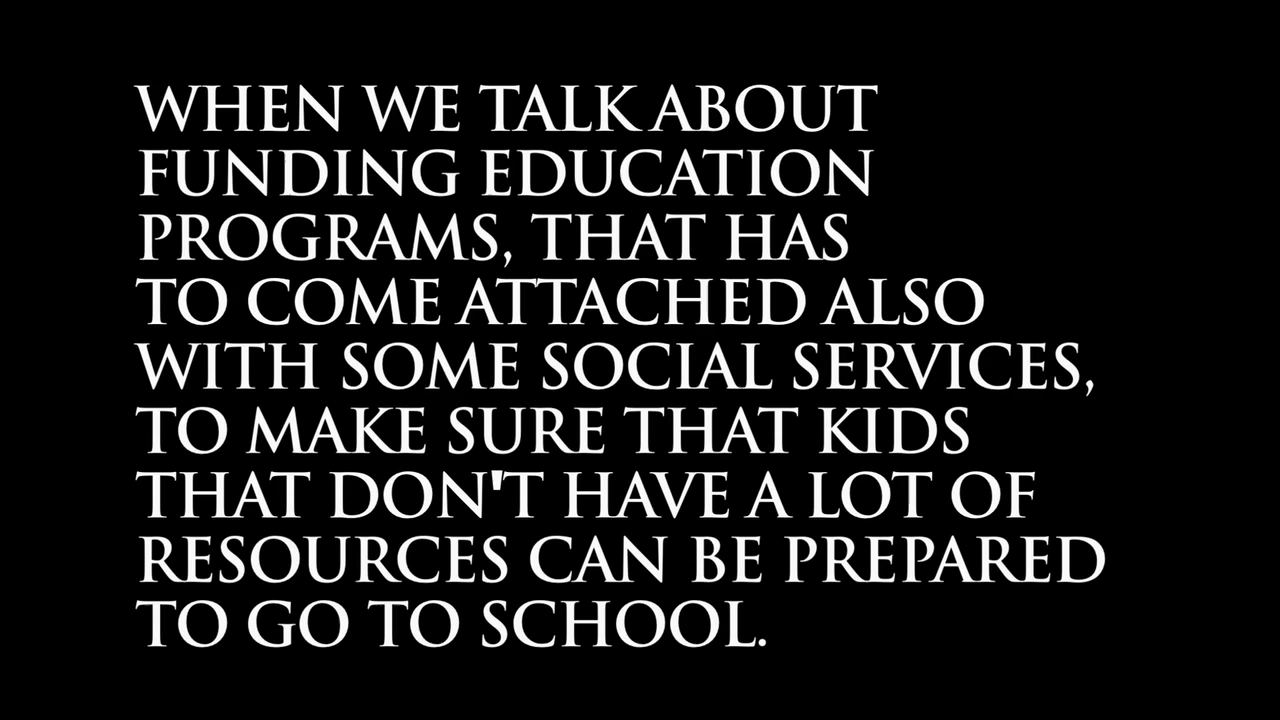 WHEN WE TALK ABOUT
FUNDING EDUCATION
PROGRAMS, THAT HAS
TO COME ATTACHED ALSO
WITH SOME SOCIAL SERVICES,
TO MAKE SURE THAT KIDS
THAT DON'T HAVE A LOT OF
RESOURCES CAN BE PREPARED
TO GO TO SCHOOL.